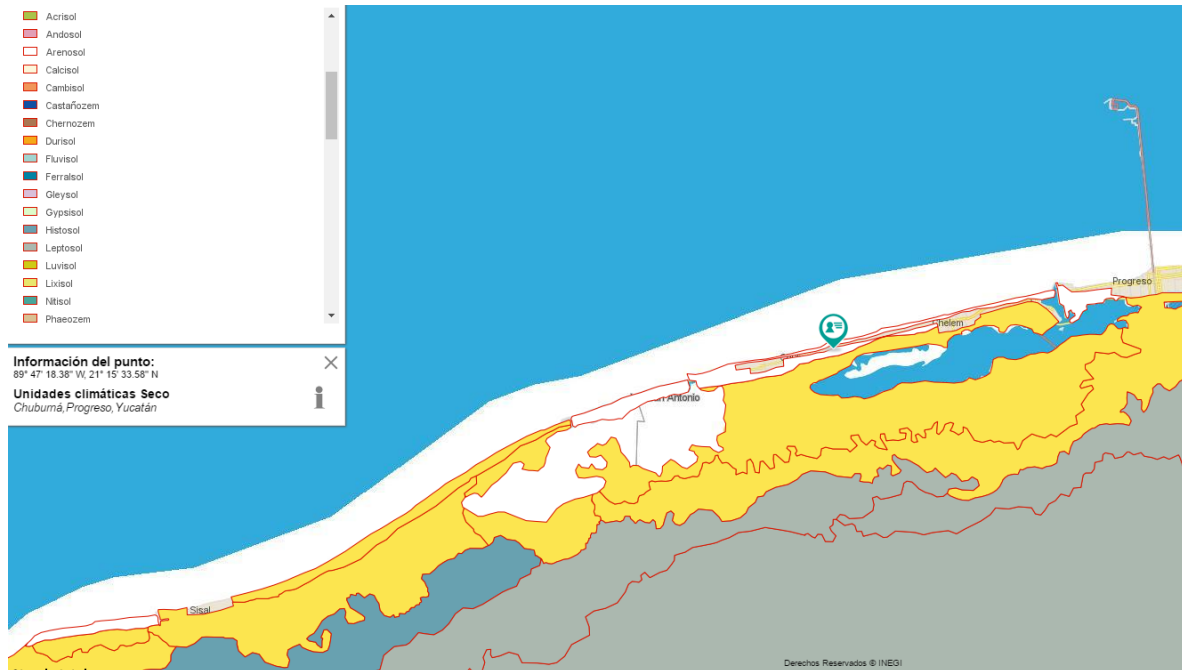 Acrisol
Andosol
Arenosol
Calcisol
Cambisol
Castañozem
Chernozem
Durisol
Fluvisol
Ferralsol
Gleysol
Gypsisol
Histosol
Leptosol
Luvisol
Lixisol
Nitisol
Phaeozem
Información del punto:
89° 47' 18.38" W, 21° 15' 33.58" N
Unidades climáticas Seco
Chuburná, Progreso, Yucatán
Progreso
Antonio
Sisal
Derechos Reservados © INEGI